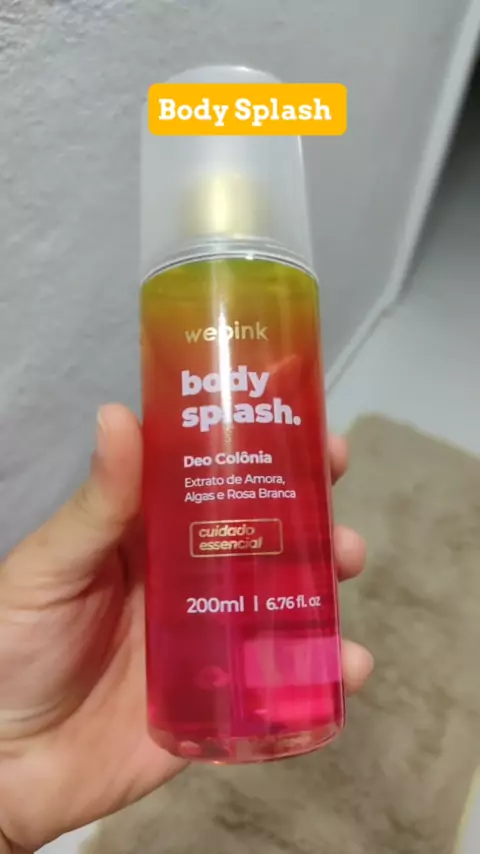 Body Splash
wepink
body
splash.
Deo Colônia
Extrato de Amora,
Algas e Rosa Branca
cuidado
essencial
200ml | 6.76 fl. oz